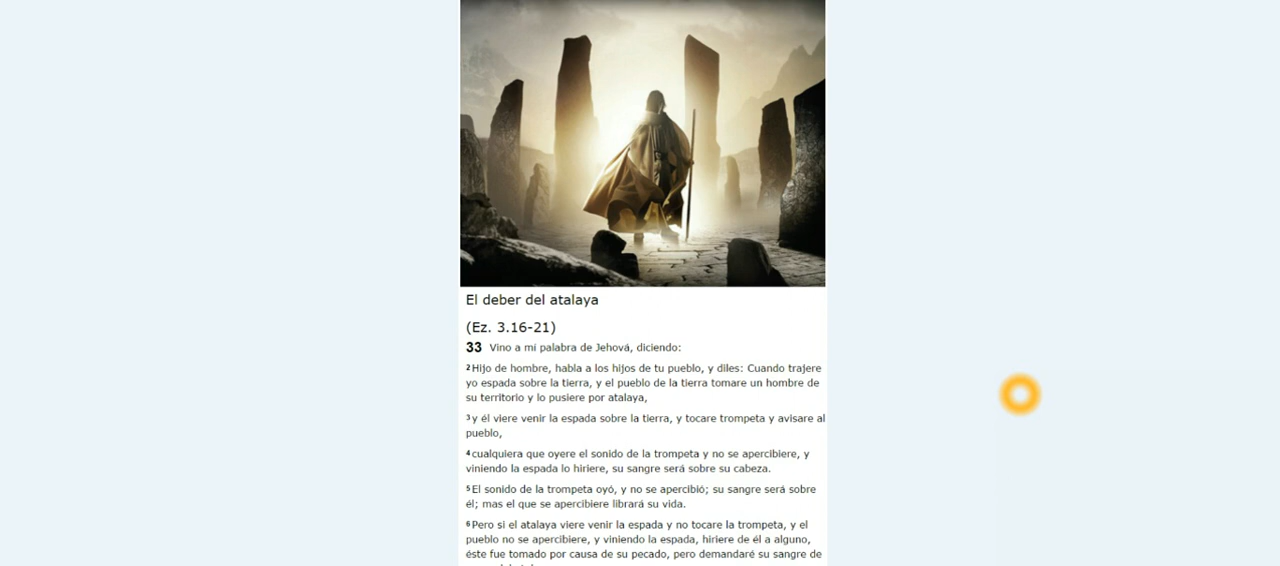 El deber del atalaya
(Ez. 3.16-21)
33 Vino a mí palabra de Jehová, diciendo:
2 Hijo de hombre, habla a los hijos de tu pueblo, y diles: Cuando trajere
yo espada sobre la tierra, y el pueblo de la tierra tomare un hombre de
su territorio y lo pusiere por atalaya,
3 y él viere venir la espada sobre la tierra, y tocare trompeta y avisare al
pueblo,
4 cualquiera que oyere el sonido de la trompeta y no se apercibiere, y
viniendo la espada lo hiriere, su sangre será sobre su cabeza.
5 El sonido de la trompeta oyó, y no se apercibió; su sangre será sobre
él; mas el que se apercibiere librará su vida.
6 Pero si el atalaya viere venir la espada y no tocare la trompeta, y el
pueblo no se apercibiere, y viniendo la espada, hiriere de él a alguno,
éste fue tomado por causa de su pecado, pero demandaré su sangre de